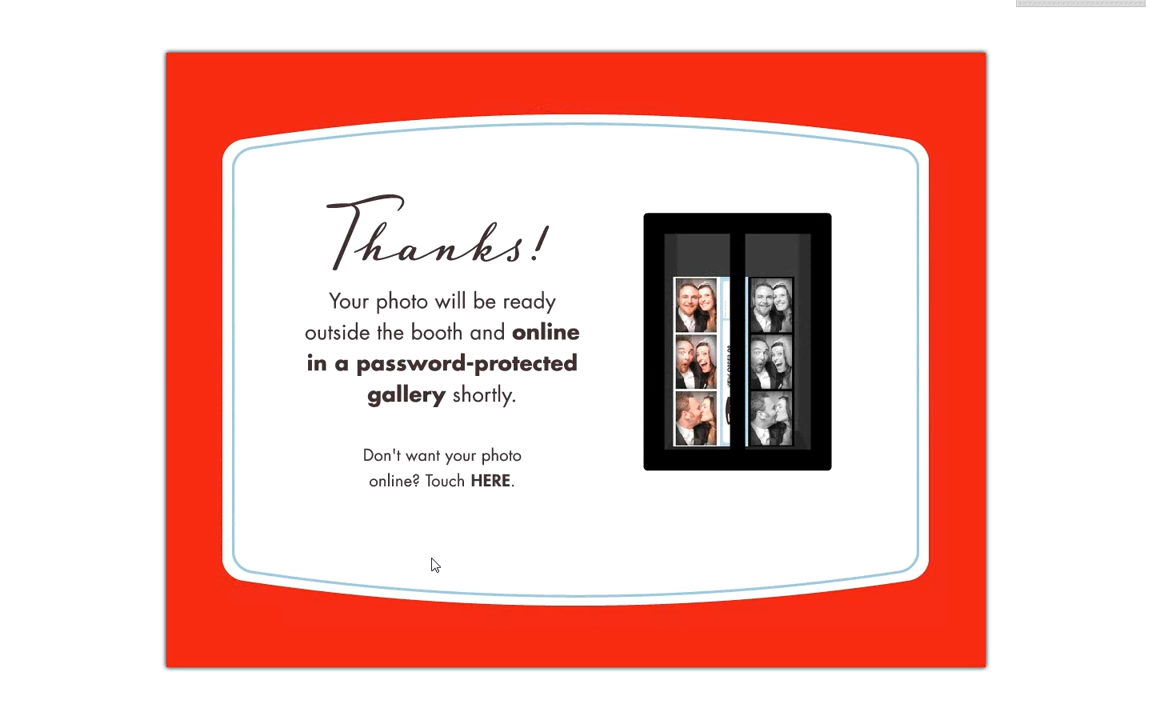 Thanks!
Your photo will be ready
outside the booth and online
in a password-protected
gallery shortly.
Don't want your photo
online? Touch HERE.